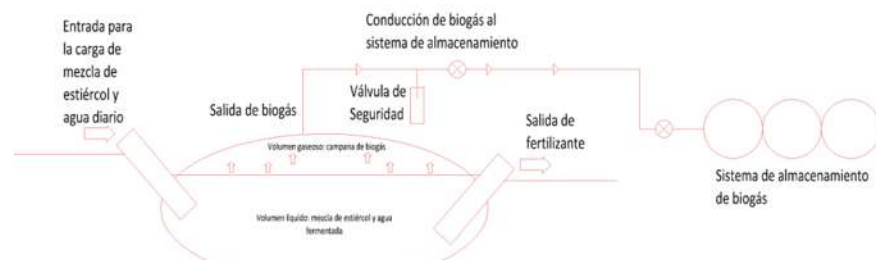 Entrada para
la carga de
mezcla de
estiércol y
agua diario
Conducción de biogás al
sistema de almacenamiento
Salida de biogás
Válvula de
Seguridad
Salida de
fertilizante
Volumen gaseoso: campana de biogás
Volumen líquido: mezcla de estiércol y agua
fermentada
Sistema de almacenamiento
de biogás